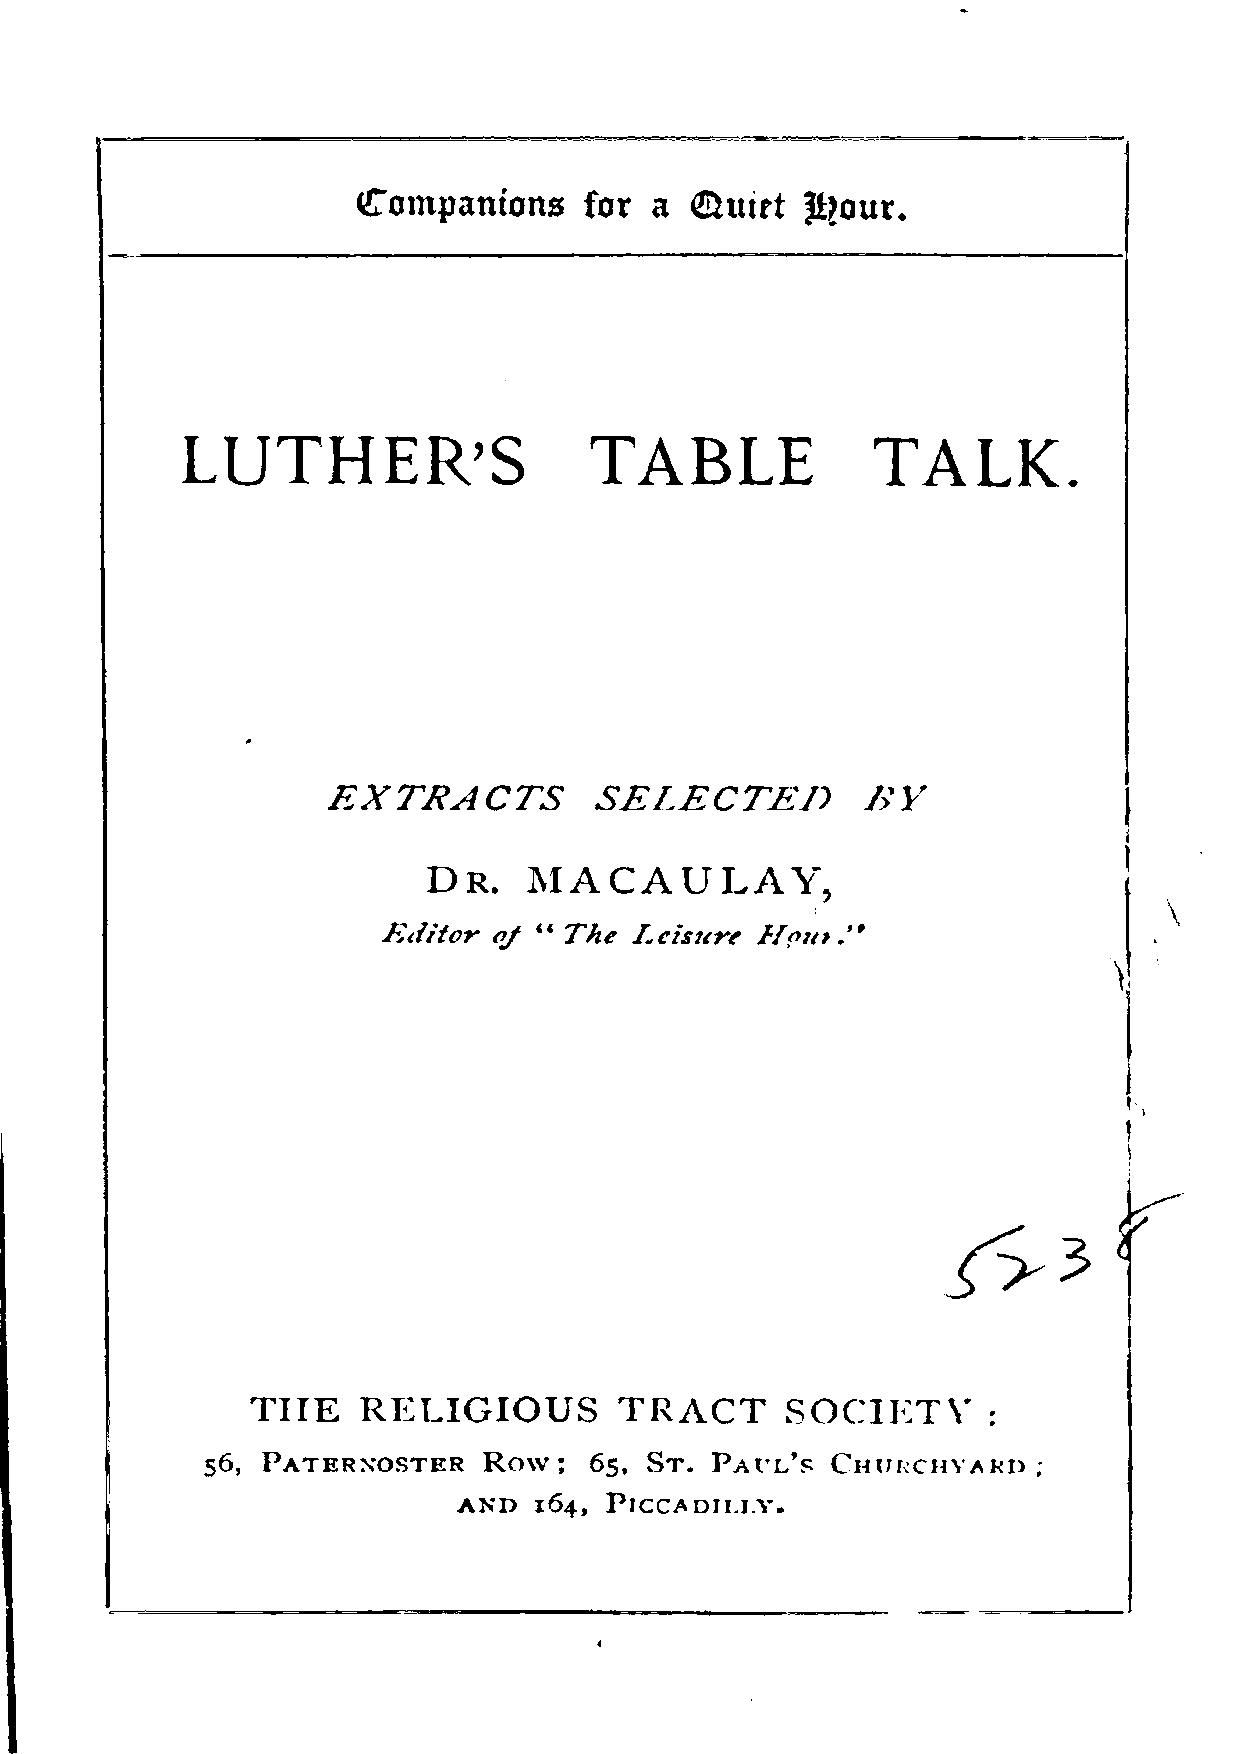 Companions for a Quiet Hour.
LUTHER'S TABLE TALK.
EXTRACTS SELECTED BY
DR. MACAULAY,
Editor of “The Leisure Hour.”
5238
THE RELIGIOUS TRACT SOCIETY:
56, PATERNOSTER ROW; 65, ST. PAUL'S CHURCHYARD;
AND 164, PICCADILLY.